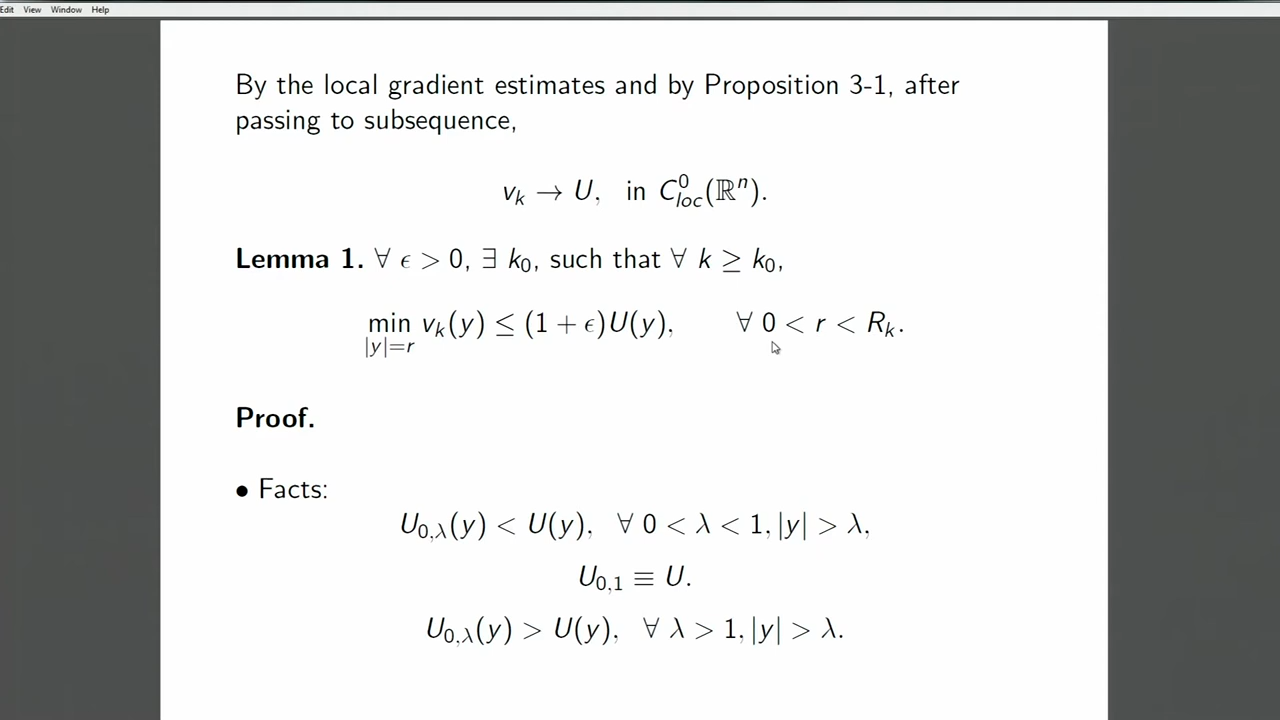 Edit View Window Help
By the local gradient estimates and by Proposition 3-1, after
passing to subsequence,
v_k → U, in C^0_{loc}(ℝ^n).
Lemma 1. ∀ ϵ > 0, ∃ k_0, such that ∀ k ≥ k_0,
min_{|y|=r} v_k(y) ≤ (1 + ϵ)U(y), ∀ 0 < r < R_k.
Proof.
• Facts:
U_{0,λ}(y) < U(y), ∀ 0 < λ < 1, |y| > λ,
U_{0,1} ≡ U.
U_{0,λ}(y) > U(y), ∀ λ > 1, |y| > λ.